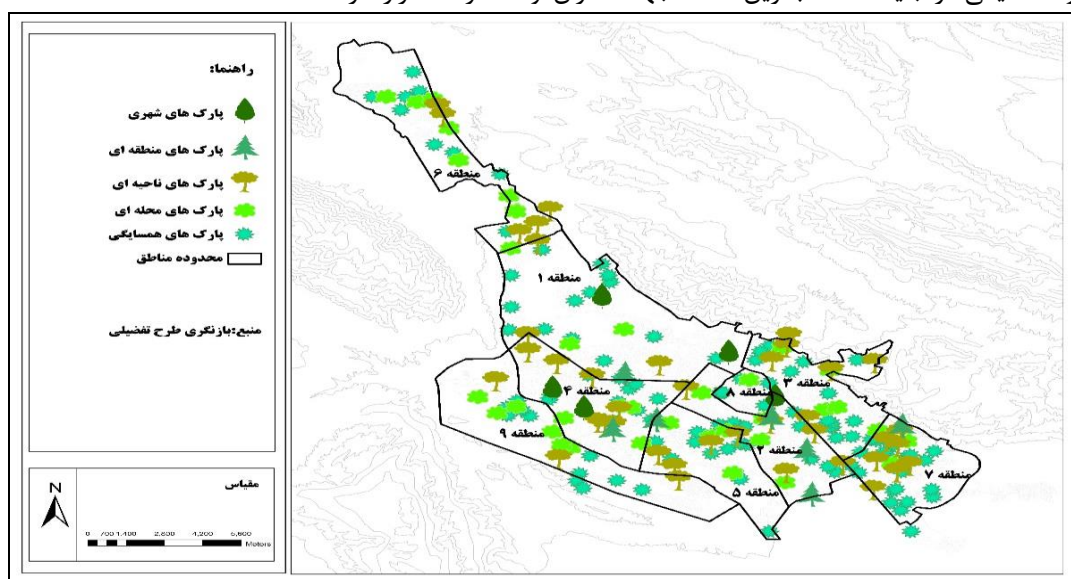 راهنما:
پارک های شهری
پارک های منطقه ای
پارک های ناحیه ای
پارک های محله ای
پارک های همسایگی
محدوده مناطق
منبع:بازنگری طرح تفضیلی
مقیاس
N
0 700 1,400 2,800 4,200 5,600
Meters
منطقه ۶
منطقه ۱
منطقه ۳
منطقه ۸
منطقه ۴
منطقه ۹
منطقه ۲
منطقه ۷
منطقه ۵